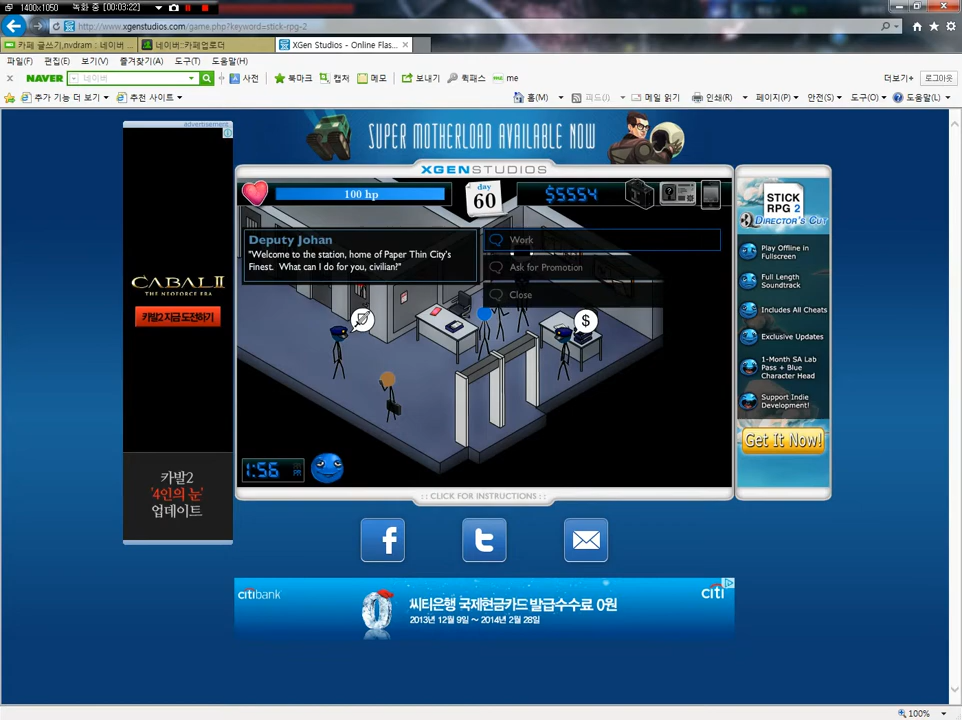 1400x1050 녹화 중 [00:03:22]
http://www.xgenstudios.com/game.php?keyword=stick-rpg-2
카페 글쓰기,nvdram : 네이버 ...
네이버::카페업로더
XGen Studios - Online Flas...
파일(F) 편집(E) 보기(V) 즐겨찾기(A) 도구(T) 도움말(H)
x NAVER 네이버 사전 북마크 캡처 메모 보내기 퀵패스 me 더보기 로그아웃
추가 기능 더 보기 추천 사이트 홈(M) 피드(J) 메일 읽기 인쇄(R) 페이지(P) 안전(S) 도구(O) 도움말(L)
advertisement
SUPER MOTHERLOAD AVAILABLE NOW
XGENSTUDIOS
100 hp
day
60
$5554
Deputy Johan
"Welcome to the station, home of Paper Thin City's
Finest. What can I do for you, civilian?"
Work
Ask for Promotion
Close
$
1:56 PM
:: CLICK FOR INSTRUCTIONS ::
CABAL II
카발2 지금 도전하기
카발2
'4인의 눈'
업데이트
STICK
RPG 2
DIRECTOR'S CUT
Play Offline in
Fullscreen
Full Length
Soundtrack
Includes All Cheats
Exclusive Updates
1-Month SA Lab
Pass + Blue
Character Head
Support Indie
Development!
Get It Now!
citibank
씨티은행 국제현금카드 발급수수료 0원
2013년 12월 9일 ~ 2014년 2월 28일
citi
100%